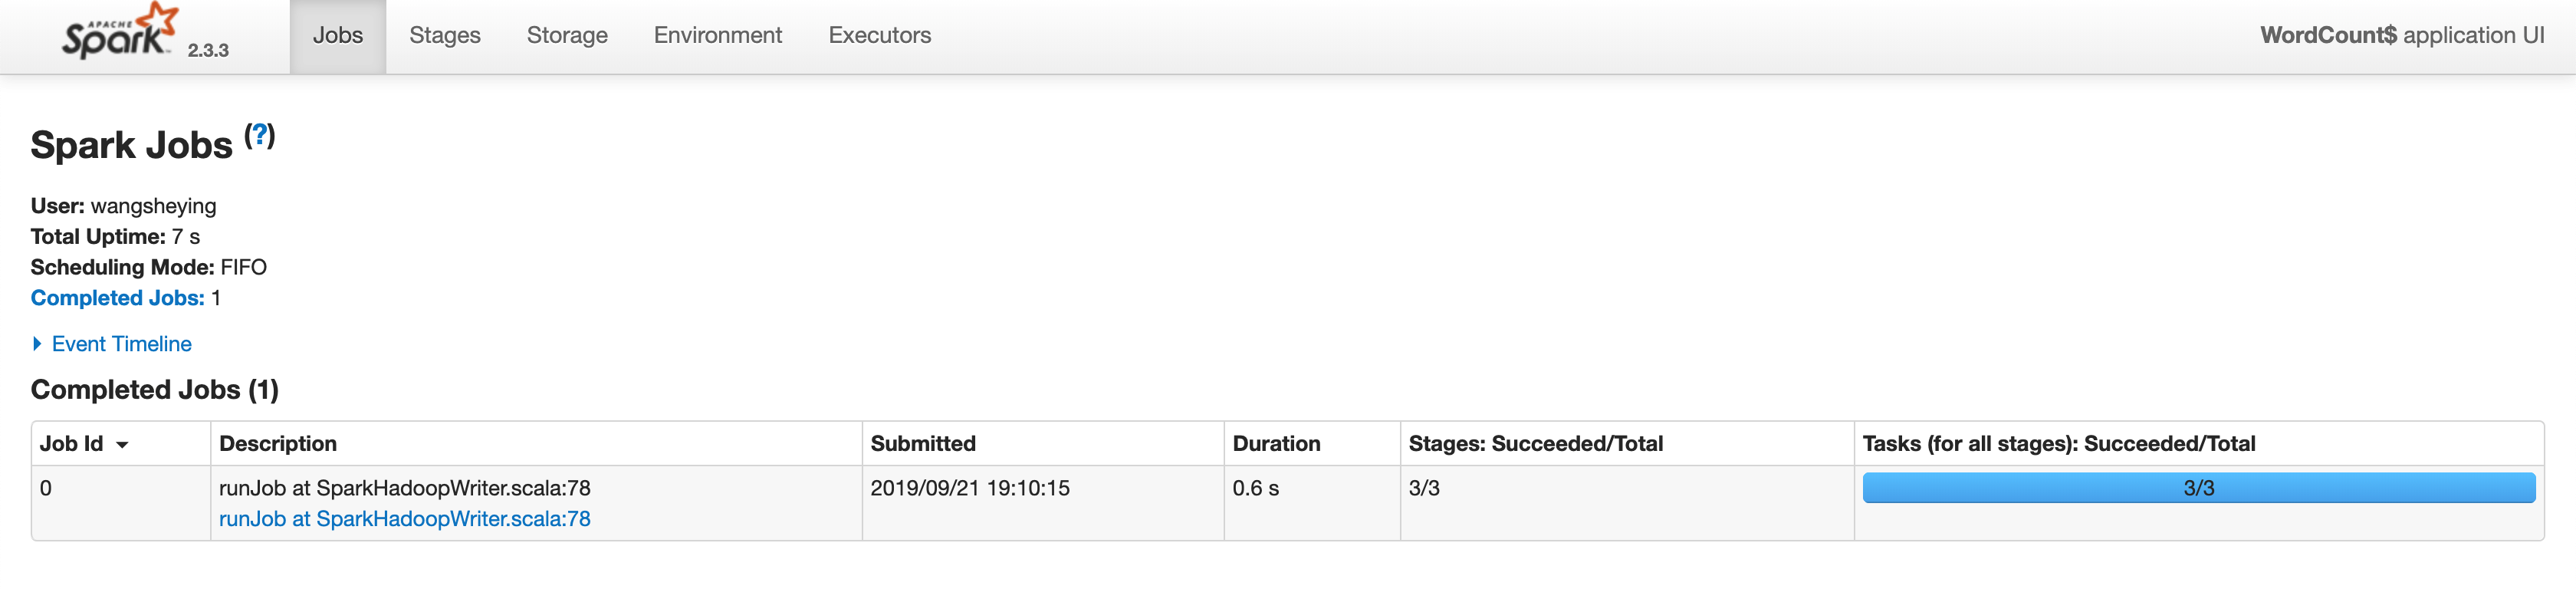 APACHE Spark 2.3.3 Jobs Stages Storage Environment Executors WordCount$ application UI
Spark Jobs (?)
User: wangsheying
Total Uptime: 7 s
Scheduling Mode: FIFO
Completed Jobs: 1
Event Timeline
Completed Jobs (1)
Job Id Description Submitted Duration Stages: Succeeded/Total Tasks (for all stages): Succeeded/Total
0 runJob at SparkHadoopWriter.scala:78 2019/09/21 19:10:15 0.6 s 3/3 3/3
runJob at SparkHadoopWriter.scala:78